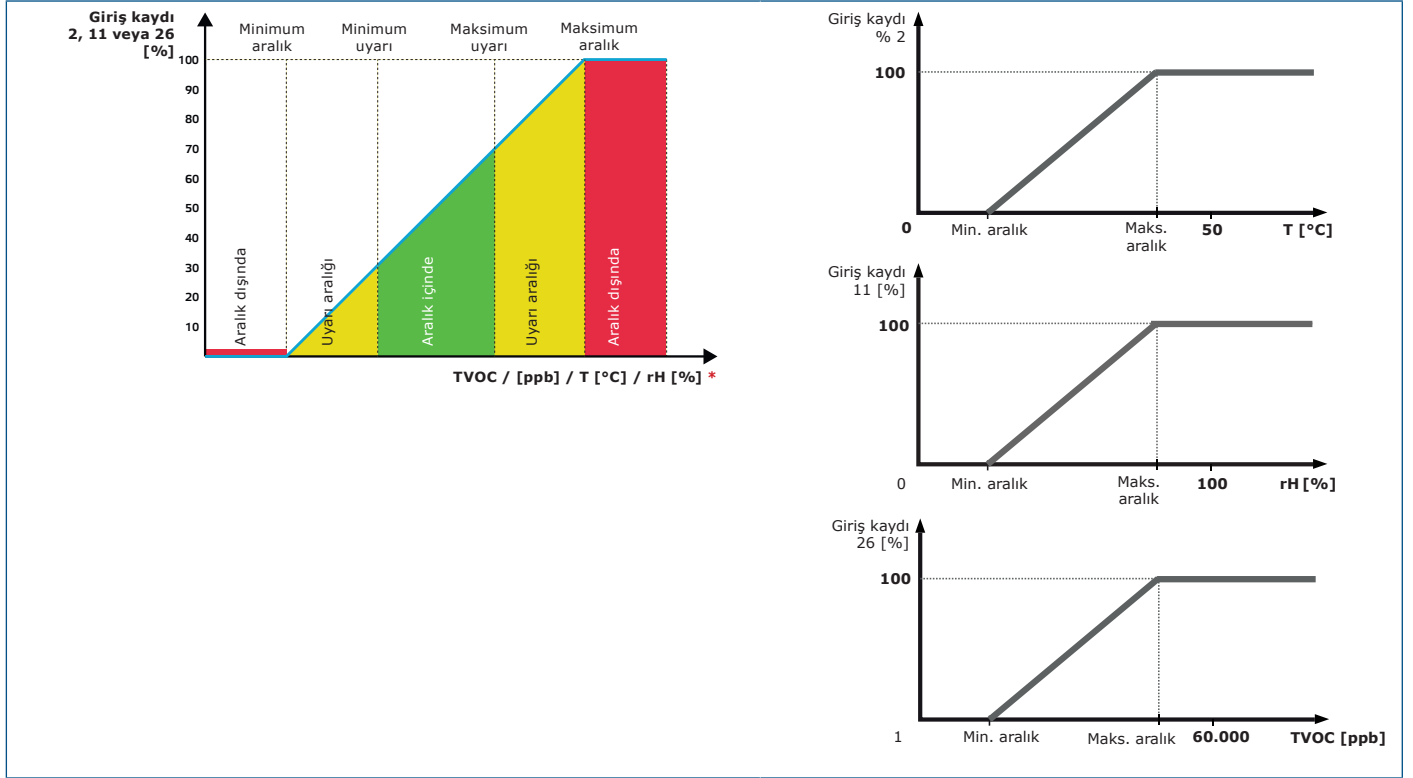 Giriş kaydı
2, 11 veya 26
[%]
Minimum
aralık
Minimum
uyarı
Maksimum
uyarı
Maksimum
aralık
100
90
80
70
60
50
40
30
20
10
Aralık dışında
Uyarı aralığı
Aralık içinde
Uyarı aralığı
Aralık dışında
TVOC / [ppb] / T [°C] / rH [%] *
Giriş kaydı
% 2
100
0
Min. aralık
Maks.
aralık
50
T [°C]
Giriş kaydı
11 [%]
100
0
Min. aralık
Maks.
aralık
100
rH [%]
Giriş kaydı
26 [%]
100
1
Min. aralık
Maks. aralık
60.000
TVOC [ppb]